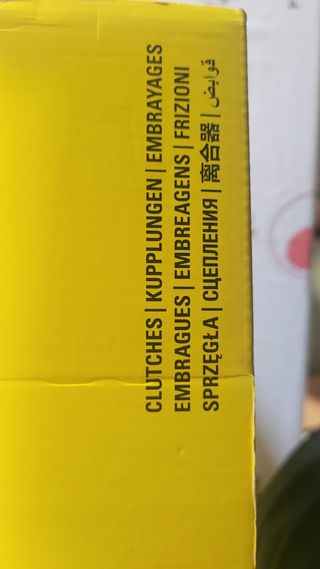 CLUTCHES | KUPPLUNGEN | EMBRAYAGES
EMBRAGUES | EMBREAGENS | FRIZIONI
SPRZĘGŁA | СЦЕПЛЕНИЯ | 离合器 | قوابض